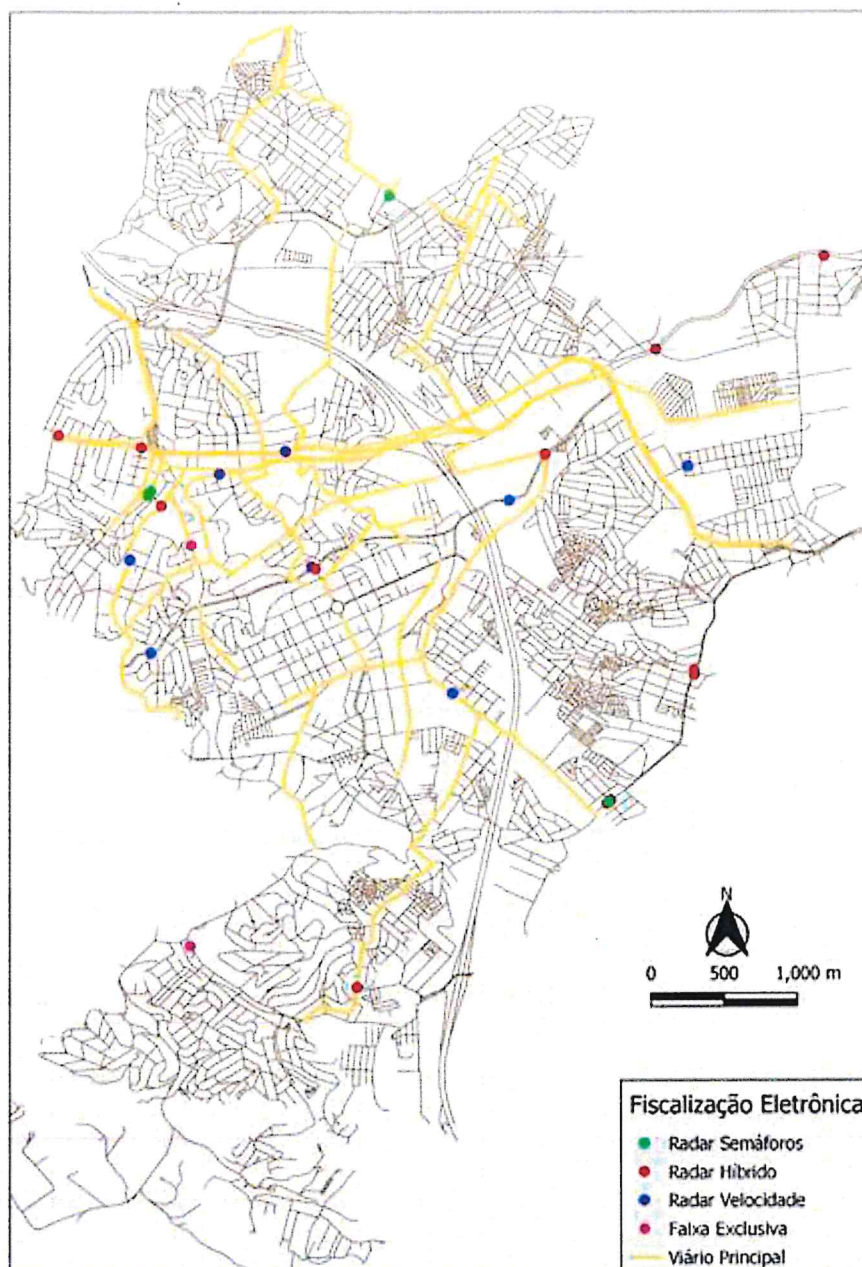 N
0 500 1,000 m
Fiscalização Eletrônica
Radar Semáforos
Radar Híbrido
Radar Velocidade
Faixa Exclusiva
Viário Principal